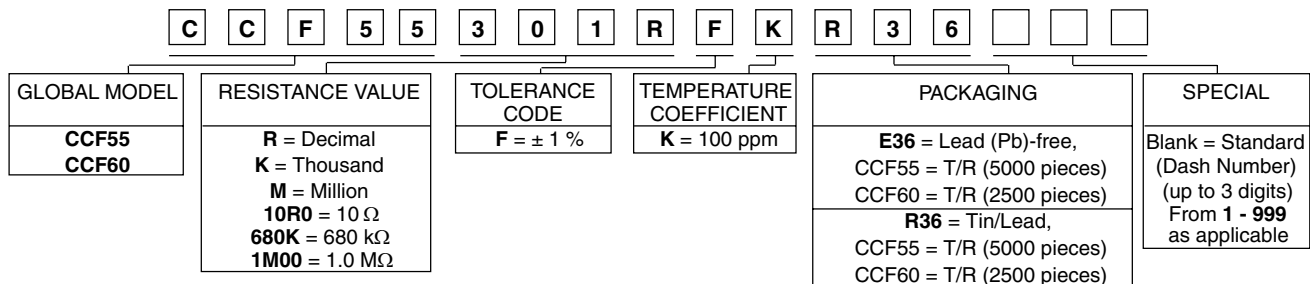 C C F 5 5 3 0 1 R F K R 3 6
GLOBAL MODEL
CCF55
CCF60
RESISTANCE VALUE
R = Decimal
K = Thousand
M = Million
10R0 = 10 Ω
680K = 680 kΩ
1M00 = 1.0 MΩ
TOLERANCE
CODE
F = ± 1 %
TEMPERATURE
COEFFICIENT
K = 100 ppm
PACKAGING
E36 = Lead (Pb)-free,
CCF55 = T/R (5000 pieces)
CCF60 = T/R (2500 pieces)
R36 = Tin/Lead,
CCF55 = T/R (5000 pieces)
CCF60 = T/R (2500 pieces)
SPECIAL
Blank = Standard
(Dash Number)
(up to 3 digits)
From 1 - 999
as applicable